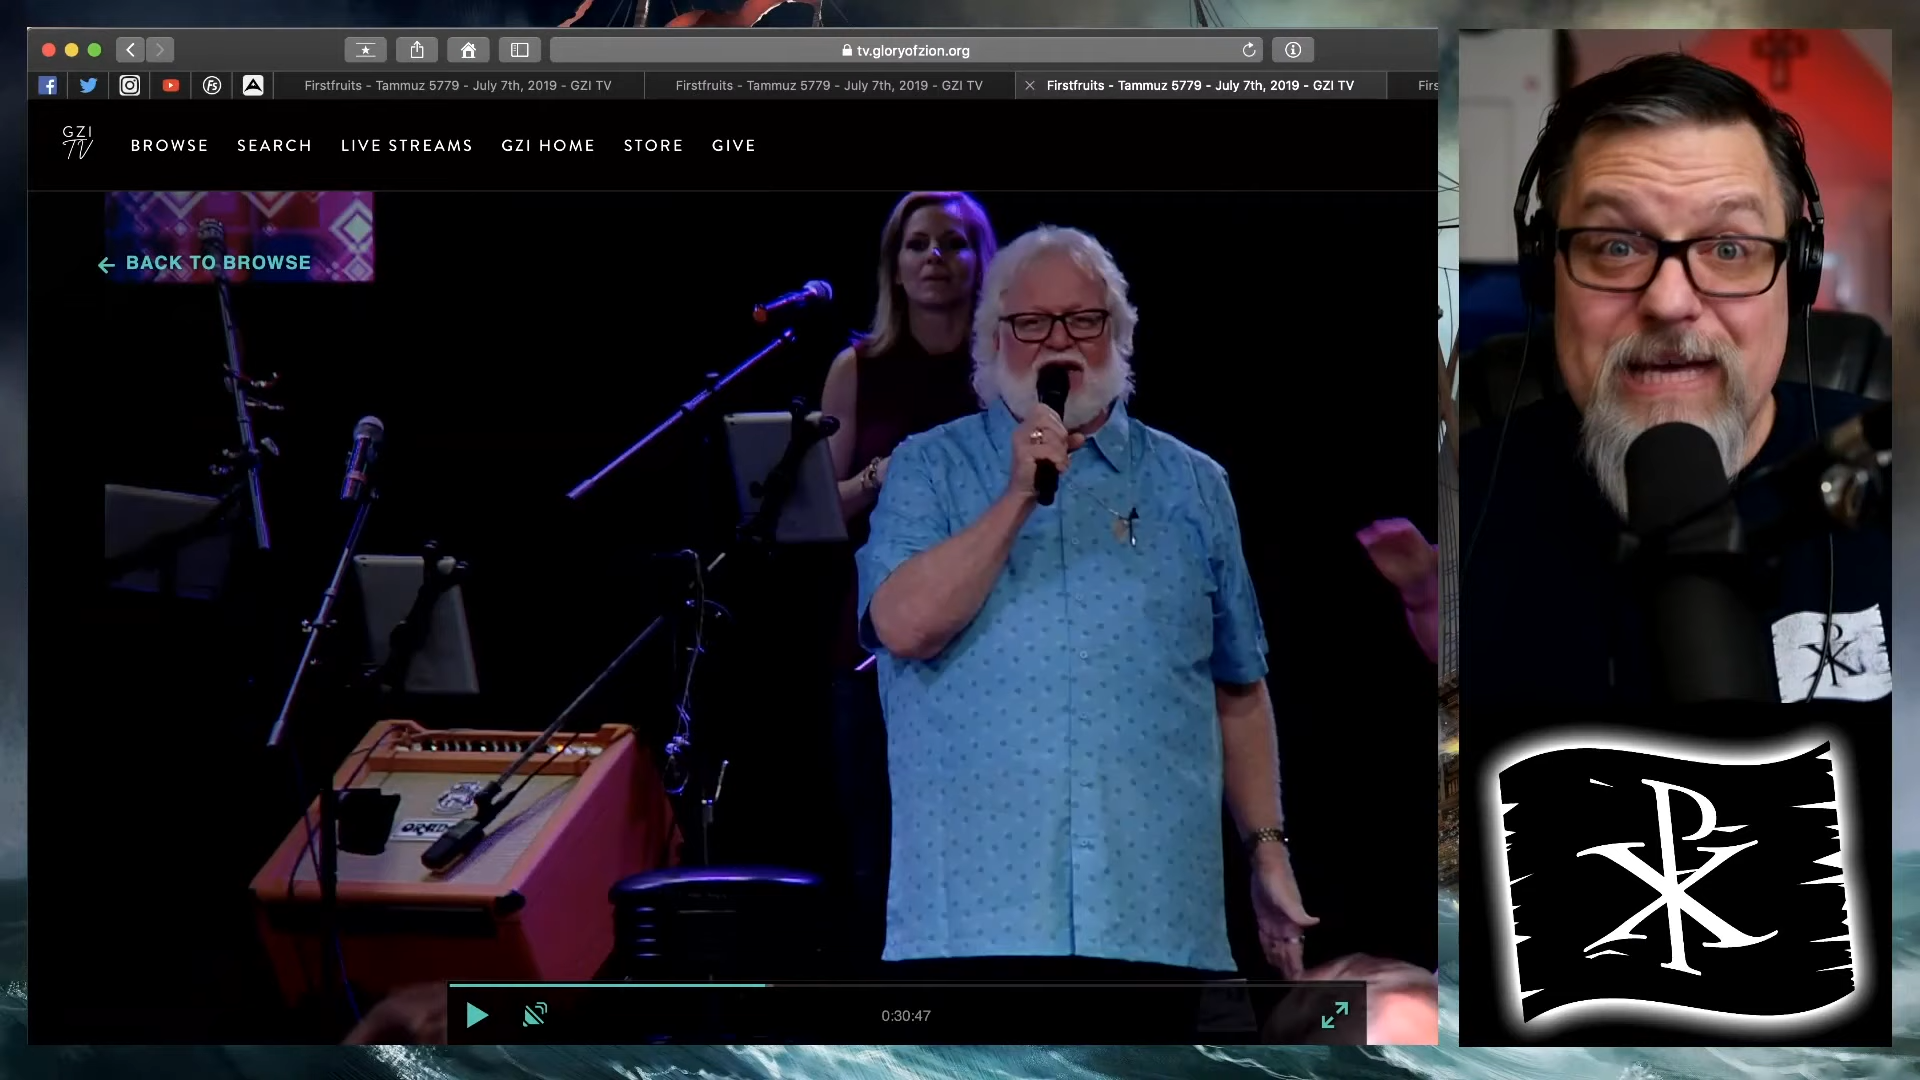 tv.gloryofzion.org
Firstfruits - Tammuz 5779 - July 7th, 2019 - GZI TV
Firstfruits - Tammuz 5779 - July 7th, 2019 - GZI TV
Firstfruits - Tammuz 5779 - July 7th, 2019 - GZI TV
Firs
GZI
TV
BROWSE
SEARCH
LIVE STREAMS
GZI HOME
STORE
GIVE
← BACK TO BROWSE
0:30:47